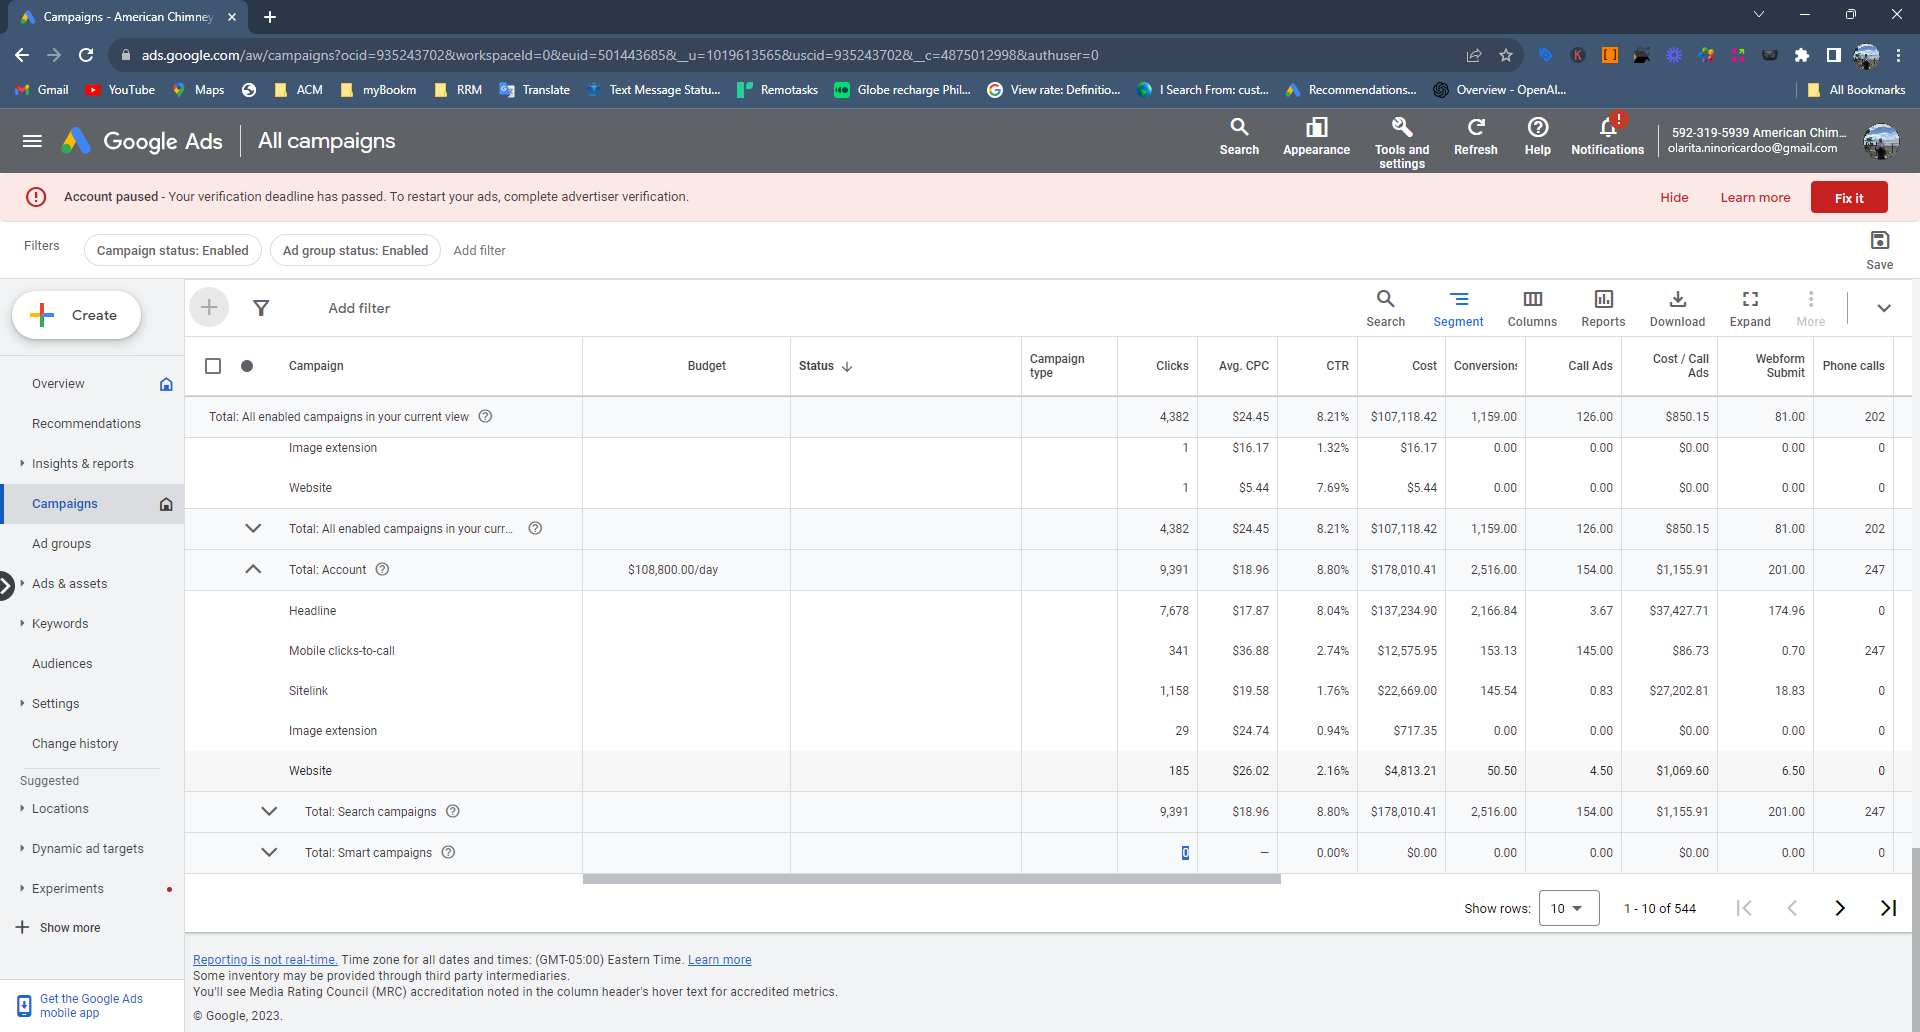 Campaigns - American Chimney
ads.google.com/aw/campaigns?ocid=935243702&workspaceId=0&euid=501443685&__u=1019613565&uscid=935243702&__c=4875012998&authuser=0
Gmail YouTube Maps ACM myBookm RRM Translate Text Message Statu... Remotasks Globe recharge Phil... View rate: Definitio... I Search From: cust... Recommendations... Overview - OpenAI... All Bookmarks
Google Ads All campaigns
Search Appearance Tools and settings Refresh Help Notifications
592-319-5939 American Chim...
olarita.ninoricardoo@gmail.com
Account paused - Your verification deadline has passed. To restart your ads, complete advertiser verification. Hide Learn more Fix it
Filters Campaign status: Enabled Ad group status: Enabled Add filter Save
Create
Overview
Recommendations
Insights & reports
Campaigns
Ad groups
Ads & assets
Keywords
Audiences
Settings
Change history
Suggested
Locations
Dynamic ad targets
Experiments
Show more
Get the Google Ads
mobile app
Add filter Search Segment Columns Reports Download Expand More
Campaign Budget Status Campaign type Clicks Avg. CPC CTR Cost Conversions Call Ads Cost / Call Ads Webform Submit Phone calls
Total: All enabled campaigns in your current view 4,382 $24.45 8.21% $107,118.42 1,159.00 126.00 $850.15 81.00 202
Image extension 1 $16.17 1.32% $16.17 0.00 0.00 $0.00 0.00 0
Website 1 $5.44 7.69% $5.44 0.00 0.00 $0.00 0.00 0
Total: All enabled campaigns in your curr... 4,382 $24.45 8.21% $107,118.42 1,159.00 126.00 $850.15 81.00 202
Total: Account $108,800.00/day 9,391 $18.96 8.80% $178,010.41 2,516.00 154.00 $1,155.91 201.00 247
Headline 7,678 $17.87 8.04% $137,234.90 2,166.84 3.67 $37,427.71 174.96 0
Mobile clicks-to-call 341 $36.88 2.74% $12,575.95 153.13 145.00 $86.73 0.70 247
Sitelink 1,158 $19.58 1.76% $22,669.00 145.54 0.83 $27,202.81 18.83 0
Image extension 29 $24.74 0.94% $717.35 0.00 0.00 $0.00 0.00 0
Website 185 $26.02 2.16% $4,813.21 50.50 4.50 $1,069.60 6.50 0
Total: Search campaigns 9,391 $18.96 8.80% $178,010.41 2,516.00 154.00 $1,155.91 201.00 247
Total: Smart campaigns 0 — 0.00% $0.00 0.00 0.00 $0.00 0.00 0
Show rows: 10 1 - 10 of 544
Reporting is not real-time. Time zone for all dates and times: (GMT-05:00) Eastern Time. Learn more
Some inventory may be provided through third party intermediaries.
You'll see Media Rating Council (MRC) accreditation noted in the column header's hover text for accredited metrics.
© Google, 2023.